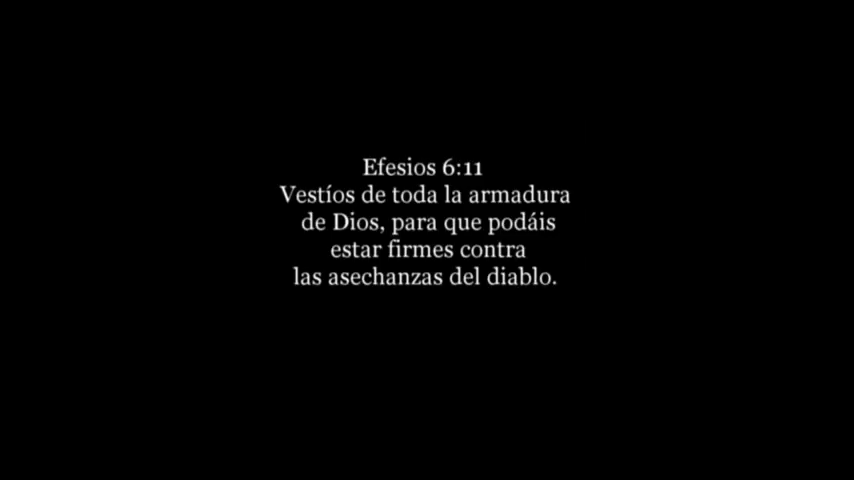 Efesios 6:11
Vestíos de toda la armadura
de Dios, para que podáis
estar firmes contra
las asechanzas del diablo.